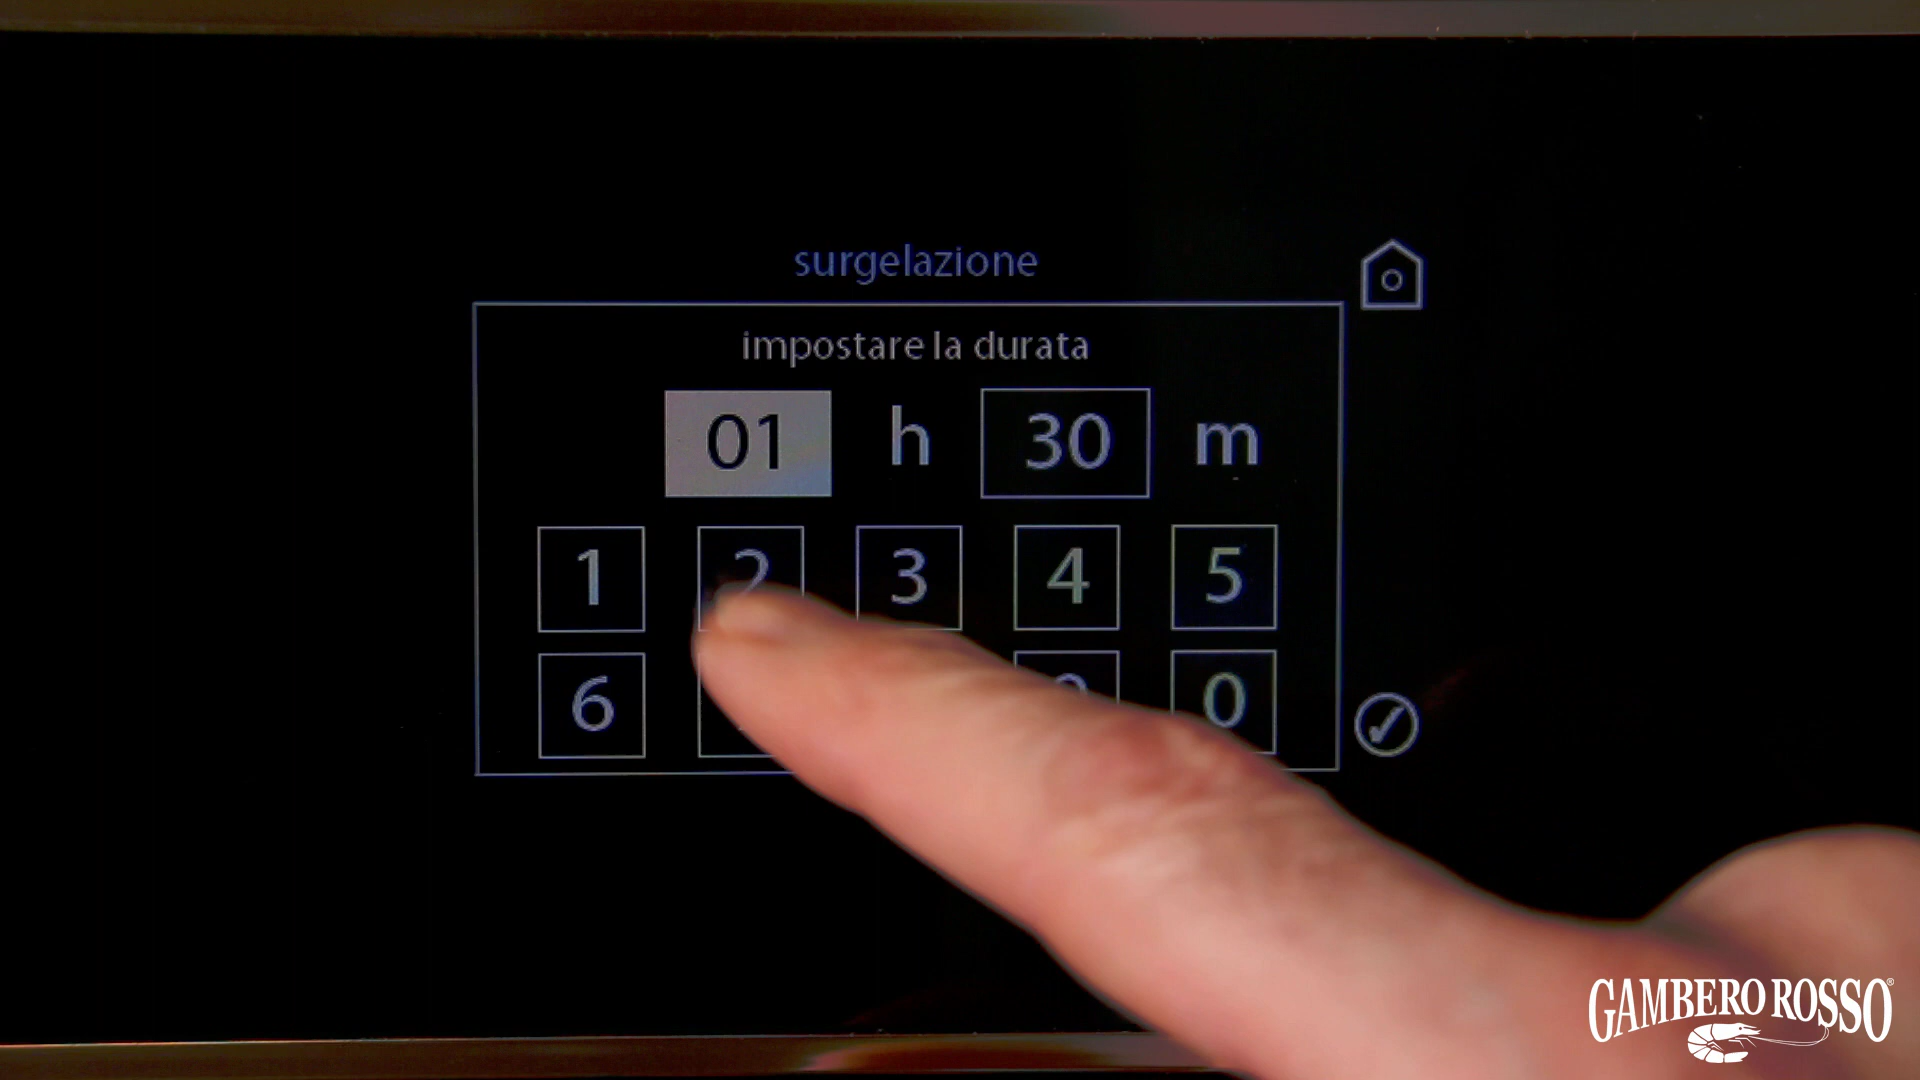 surgelazione
impostare la durata
01 h 30 m
1 2 3 4 5
6 0
GAMBERO ROSSO®